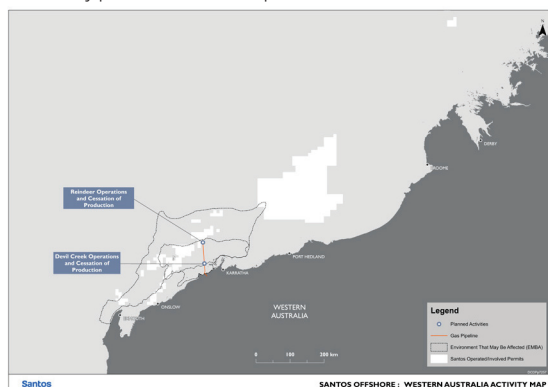 N
DERBY
BROOME
Reindeer Operations
and Cessation of
Production
Devil Creek Operations
and Cessation of
Production
PORT HEDLAND
KARRATHA
ONSLOW
EXMOUTH
WESTERN
AUSTRALIA
0 100 200 km
Legend
Planned Activities
Gas Pipeline
Environment That May Be Affected (EMBA)
Santos Operated/Involved Permits
Santos
SANTOS OFFSHORE : WESTERN AUSTRALIA ACTIVITY MAP